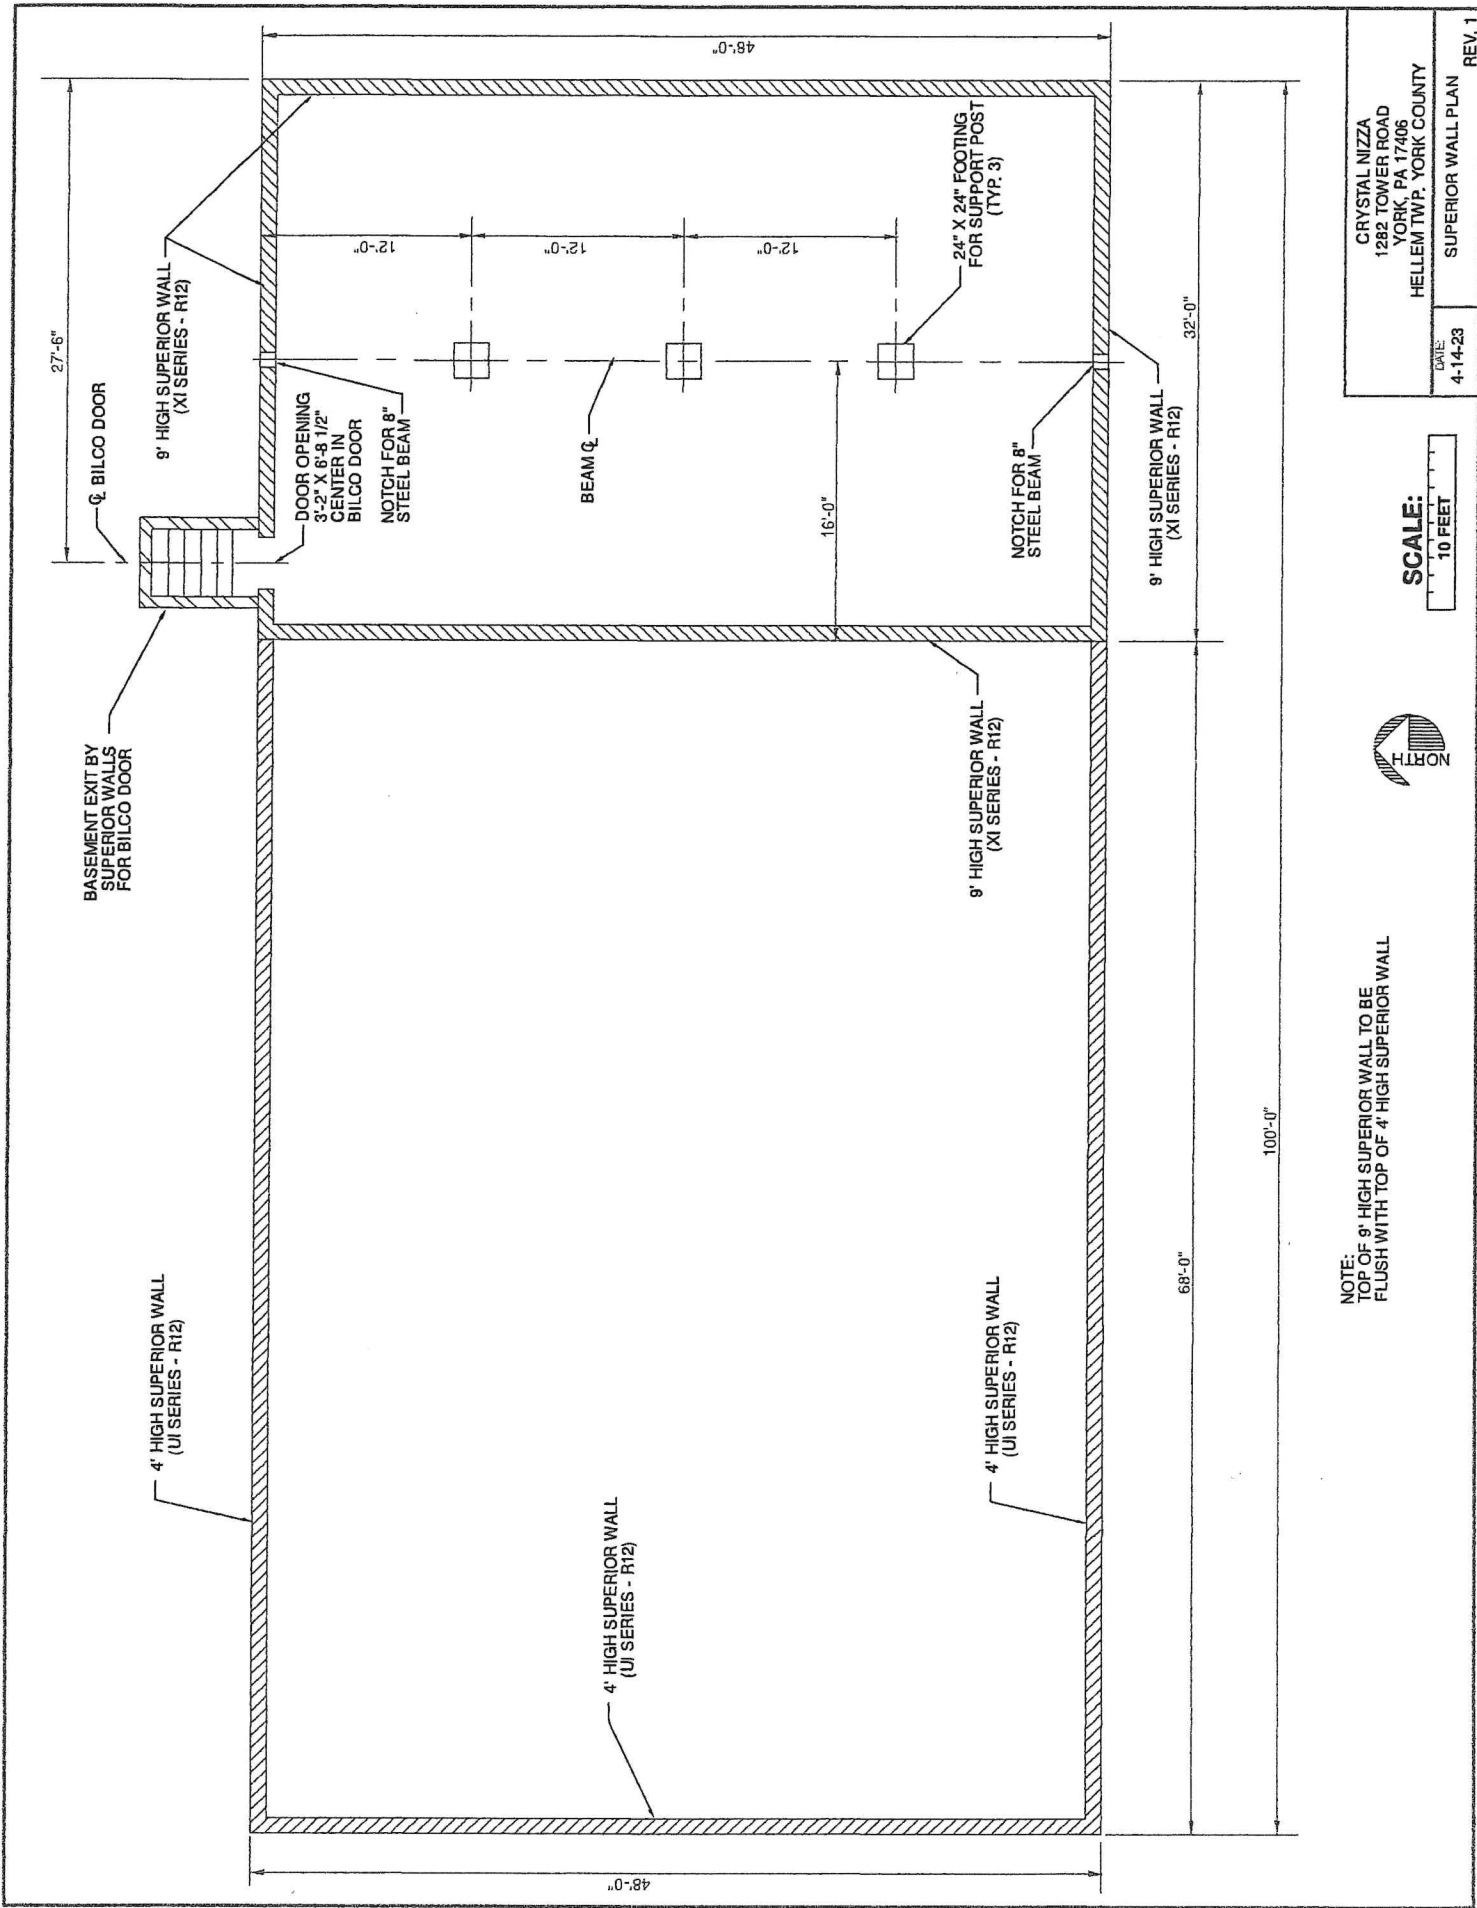 27'-6"
℄ BILCO DOOR
BASEMENT EXIT BY
SUPERIOR WALLS
FOR BILCO DOOR
9' HIGH SUPERIOR WALL
(XI SERIES - R12)
48'-0"
DOOR OPENING
3'-2" X 6'-8 1/2"
CENTER IN
BILCO DOOR
NOTCH FOR 8"
STEEL BEAM
12'-0"
12'-0"
12'-0"
BEAM ℄
24" X 24" FOOTING
FOR SUPPORT POST
(TYP. 3)
16'-0"
NOTCH FOR 8"
STEEL BEAM
9' HIGH SUPERIOR WALL
(XI SERIES - R12)
9' HIGH SUPERIOR WALL
(XI SERIES - R12)
4' HIGH SUPERIOR WALL
(UI SERIES - R12)
4' HIGH SUPERIOR WALL
(UI SERIES - R12)
4' HIGH SUPERIOR WALL
(UI SERIES - R12)
48'-0"
32'-0"
68'-0"
100'-0"
NOTE:
TOP OF 9' HIGH SUPERIOR WALL TO BE
FLUSH WITH TOP OF 4' HIGH SUPERIOR WALL
NORTH
SCALE:
10 FEET
CRYSTAL NIZZA
1282 TOWER ROAD
YORK, PA 17406
HELLEM TWP. YORK COUNTY
DATE:
4-14-23
SUPERIOR WALL PLAN
REV. 1